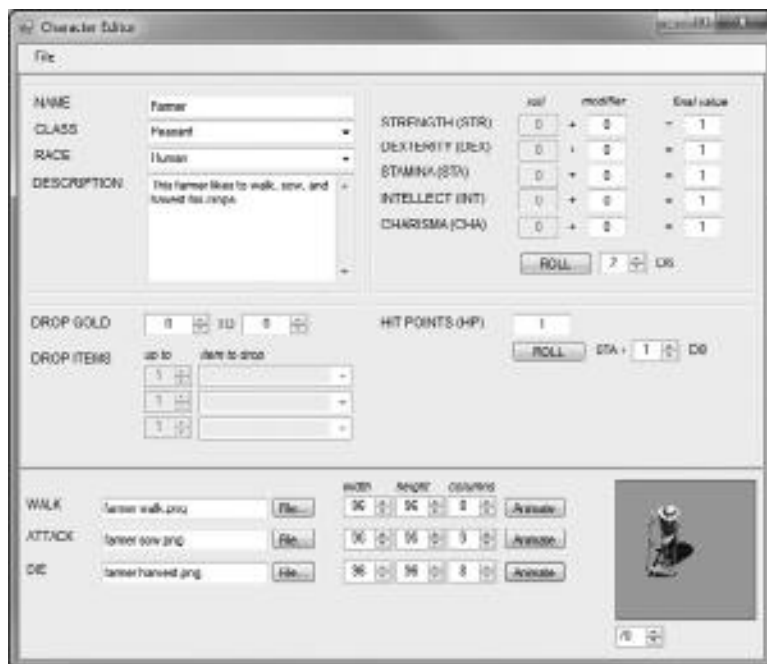 Character Editor
File
NAME Farmer
CLASS Peasant
RACE Human
DESCRIPTION This farmer likes to walk, sow, and
harvest his crops.
roll modifier final value
STRENGTH (STR) 0 + 0 = 1
DEXTERITY (DEX) 0 + 0 = 1
STAMINA (STA) 0 + 0 = 1
INTELLECT (INT) 0 + 0 = 1
CHARISMA (CHA) 0 + 0 = 1
ROLL D6
DROP GOLD 0 TO 0
DROP ITEMS up to item to drop
1
1
1
HIT POINTS (HP) 1
ROLL STA + 1 D8
width height columns
WALK farmer walk.png File... 96 96 8 Animate
ATTACK farmer sow.png File... 96 96 Animate
DIE farmer harvest.png File... 96 96 8 Animate